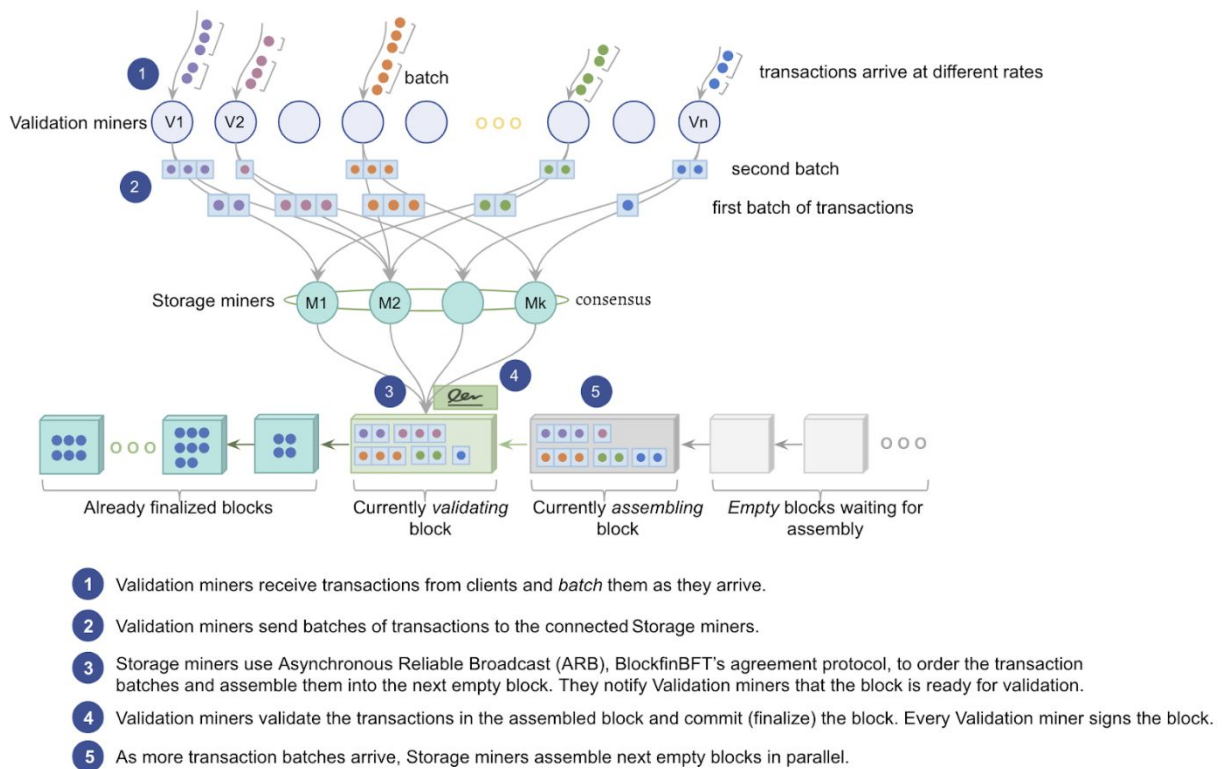 1
batch
transactions arrive at different rates
Validation miners
V1
V2
Vn
2
second batch
first batch of transactions
Storage miners
M1
M2
Mk
consensus
3
4
5
Already finalized blocks
Currently validating
block
Currently assembling
block
Empty blocks waiting for
assembly
1 Validation miners receive transactions from clients and batch them as they arrive.
2 Validation miners send batches of transactions to the connected Storage miners.
3 Storage miners use Asynchronous Reliable Broadcast (ARB), BlockfinBFT's agreement protocol, to order the transaction
batches and assemble them into the next empty block. They notify Validation miners that the block is ready for validation.
4 Validation miners validate the transactions in the assembled block and commit (finalize) the block. Every Validation miner signs the block.
5 As more transaction batches arrive, Storage miners assemble next empty blocks in parallel.